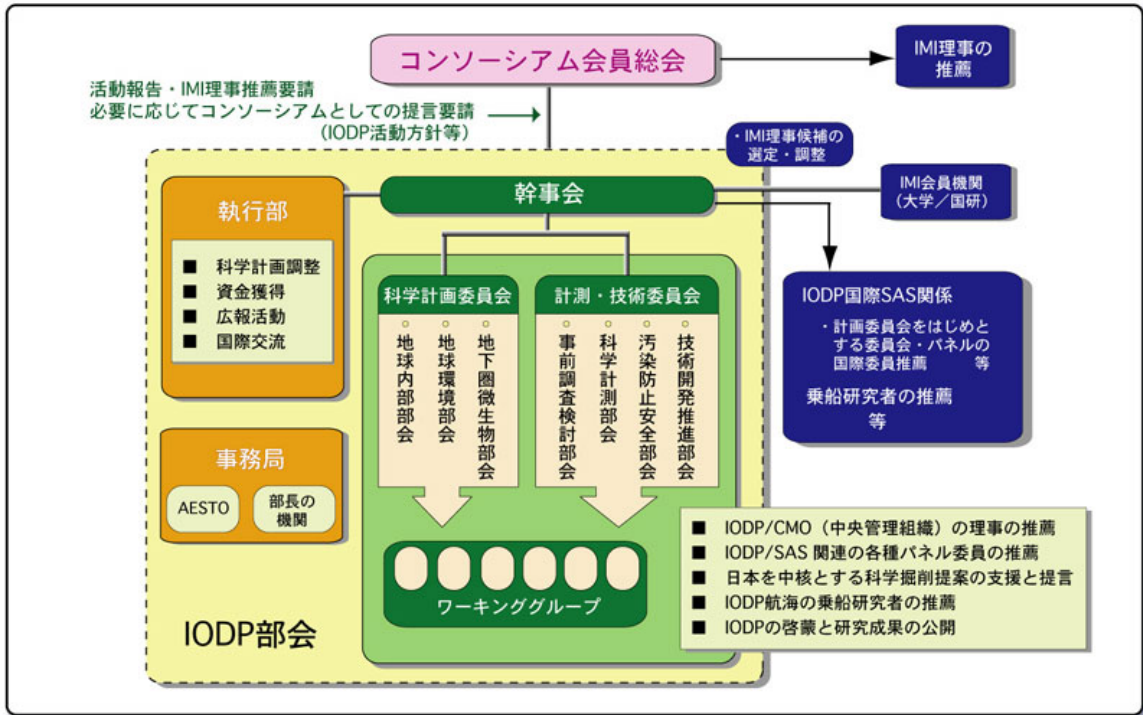 コンソーシアム会員総会
IMI理事の
推薦
活動報告・IMI理事推薦要請
必要に応じてコンソーシアムとしての提言要請
(IODP活動方針等)
・IMI理事候補の
選定・調整
IMI会員機関
(大学／国研)
幹事会
執行部
■ 科学計画調整
■ 資金獲得
■ 広報活動
■ 国際交流
科学計画委員会
地球内部部会
地球環境部会
地下圏微生物部会
計測・技術委員会
事前調査検討部会
科学計測部会
汚染防止安全部会
技術開発推進部会
IODP国際SAS関係
・計画委員会をはじめと
する委員会・パネルの
国際委員推薦 等
乗船研究者の推薦
等
事務局
AESTO
部長の
機関
ワーキンググループ
IODP部会
■ IODP/CMO（中央管理組織）の理事の推薦
■ IODP/SAS 関連の各種パネル委員の推薦
■ 日本を中核とする科学掘削提案の支援と提言
■ IODP航海の乗船研究者の推薦
■ IODPの啓蒙と研究成果の公開